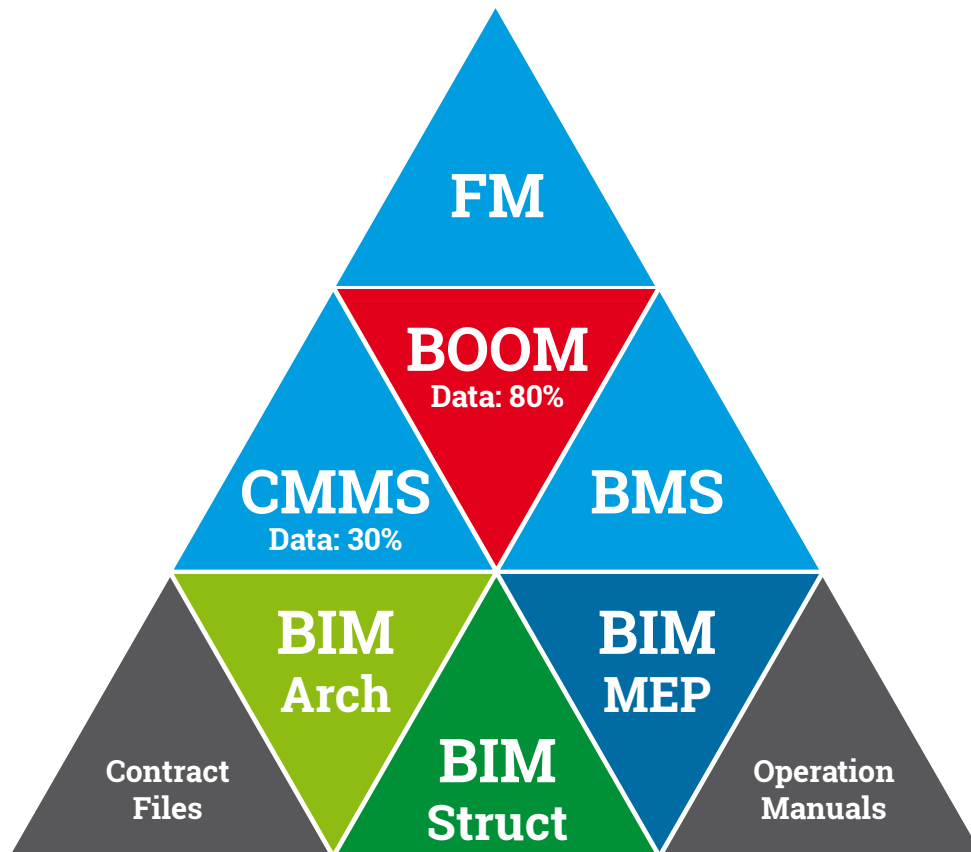 FM
BOOM
Data: 80%
CMMS
Data: 30%
BMS
BIM
Arch
BIM
MEP
Contract
Files
BIM
Struct
Operation
Manuals